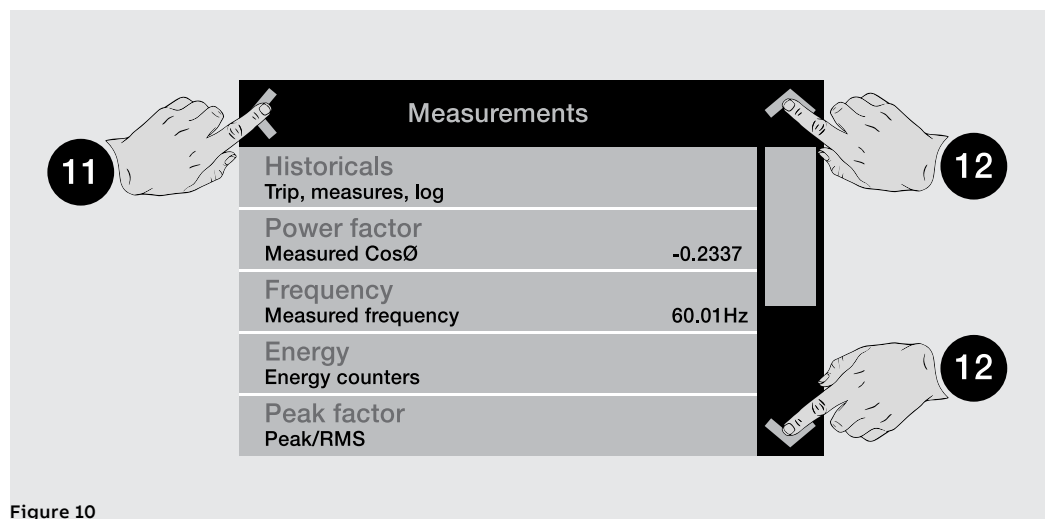 Measurements
11
12
Historicals
Trip, measures, log
Power factor
Measured CosØ -0.2337
Frequency
Measured frequency 60.01Hz
Energy
Energy counters
12
Peak factor
Peak/RMS
Figure 10